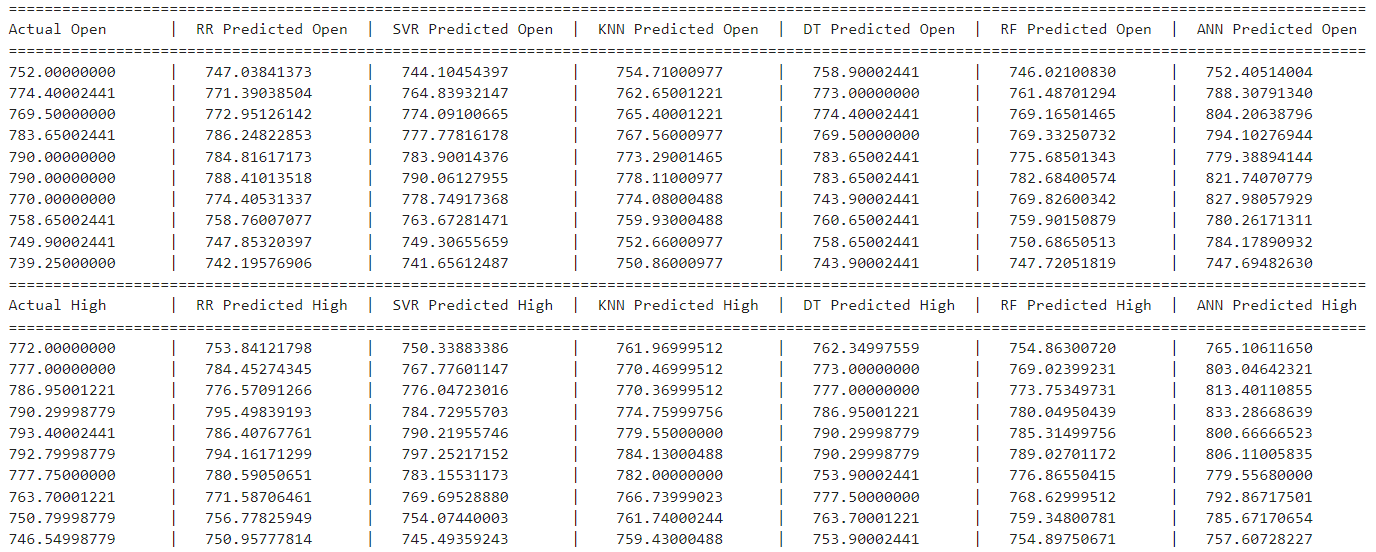 ==========================================================================================================================================================
Actual Open | RR Predicted Open | SVR Predicted Open | KNN Predicted Open | DT Predicted Open | RF Predicted Open | ANN Predicted Open
==========================================================================================================================================================
752.00000000 | 747.03841373 | 744.10454397 | 754.71000977 | 758.90002441 | 746.02100830 | 752.40514004
774.40002441 | 771.39038504 | 764.83932147 | 762.65001221 | 773.00000000 | 761.48701294 | 788.30791340
769.50000000 | 772.95126142 | 774.09100665 | 765.40001221 | 774.40002441 | 769.16501465 | 804.20638796
783.65002441 | 786.24822853 | 777.77816178 | 767.56000977 | 769.50000000 | 769.33250732 | 794.10276944
790.00000000 | 784.81617173 | 783.90014376 | 773.29001465 | 783.65002441 | 775.68501343 | 779.38894144
790.00000000 | 788.41013518 | 790.06127955 | 778.11000977 | 783.65002441 | 782.68400574 | 821.74070779
770.00000000 | 774.40531337 | 778.74917368 | 774.08000488 | 743.90002441 | 769.82600342 | 827.98057929
758.65002441 | 758.76007077 | 763.67281471 | 759.93000488 | 760.65002441 | 759.90150879 | 780.26171311
749.90002441 | 747.85320397 | 749.30655659 | 752.66000977 | 758.65002441 | 750.68650513 | 784.17890932
739.25000000 | 742.19576906 | 741.65612487 | 750.86000977 | 743.90002441 | 747.72051819 | 747.69482630
==========================================================================================================================================================
Actual High | RR Predicted High | SVR Predicted High | KNN Predicted High | DT Predicted High | RF Predicted High | ANN Predicted High
==========================================================================================================================================================
772.00000000 | 753.84121798 | 750.33883386 | 761.96999512 | 762.34997559 | 754.86300720 | 765.10611650
777.00000000 | 784.45274345 | 767.77601147 | 770.46999512 | 773.00000000 | 769.02399231 | 803.04642321
786.95001221 | 776.57091266 | 776.04723016 | 770.36999512 | 777.00000000 | 773.75349731 | 813.40110855
790.29998779 | 795.49839193 | 784.72955703 | 774.75999756 | 786.95001221 | 780.04950439 | 833.28668639
793.40002441 | 786.40767761 | 790.21955746 | 779.55000000 | 790.29998779 | 785.31499756 | 800.66666523
792.79998779 | 794.16171299 | 797.25217152 | 784.13000488 | 790.29998779 | 789.02701172 | 806.11005835
777.75000000 | 780.59050651 | 783.15531173 | 782.00000000 | 753.90002441 | 776.86550415 | 779.55680000
763.70001221 | 771.58706461 | 769.69528880 | 766.73999023 | 777.50000000 | 768.62999512 | 792.86717501
750.79998779 | 756.77825949 | 754.07440003 | 761.74000244 | 763.70001221 | 759.34800781 | 785.67170654
746.54998779 | 750.95777814 | 745.49359243 | 759.43000488 | 753.90002441 | 754.89750671 | 757.60728227